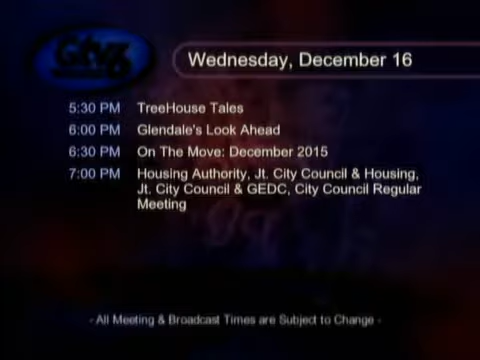 Gtv6
Wednesday, December 16
5:30 PM TreeHouse Tales
6:00 PM Glendale's Look Ahead
6:30 PM On The Move: December 2015
7:00 PM Housing Authority, Jt. City Council & Housing,
Jt. City Council & GEDC, City Council Regular
Meeting
- All Meeting & Broadcast Times are Subject to Change -